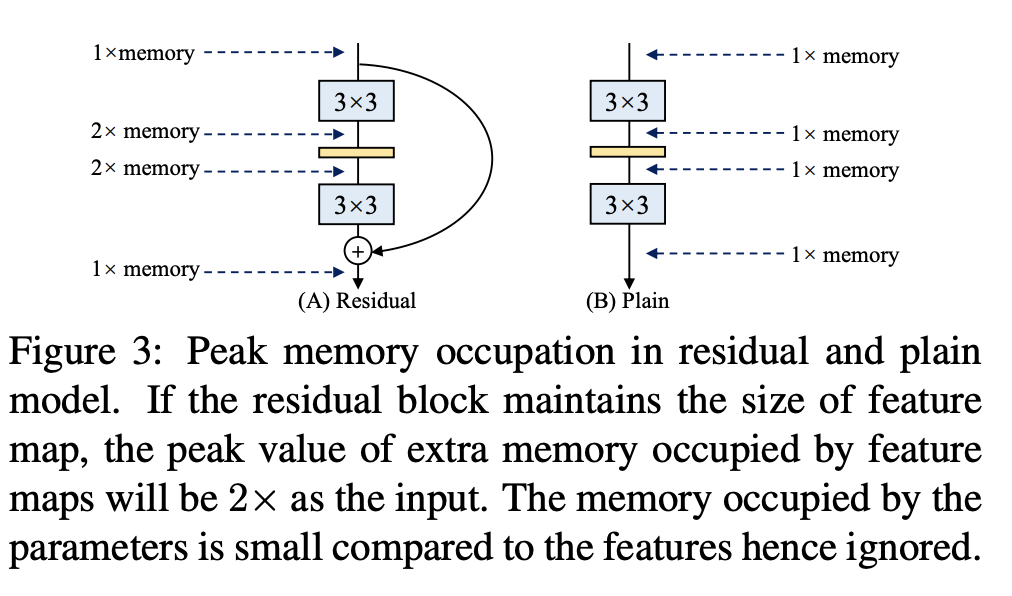 1×memory
1× memory
3×3
3×3
2× memory
1× memory
2× memory
1× memory
3×3
3×3
+
1× memory
1× memory
(A) Residual
(B) Plain
Figure 3: Peak memory occupation in residual and plain
model. If the residual block maintains the size of feature
map, the peak value of extra memory occupied by feature
maps will be 2× as the input. The memory occupied by the
parameters is small compared to the features hence ignored.